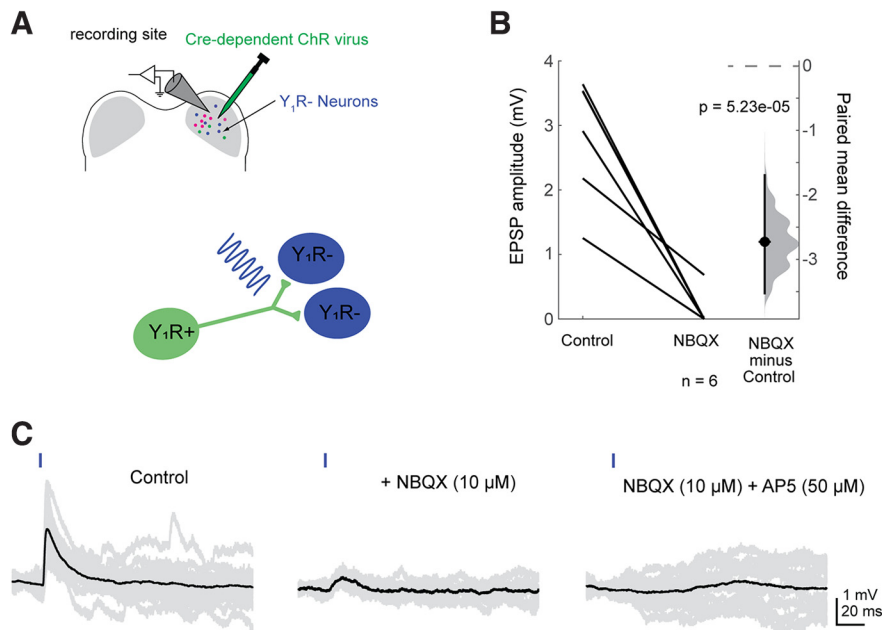 A
recording site
Cre-dependent ChR virus
Y₁R- Neurons
Y₁R-
Y₁R-
Y₁R+
B
EPSP amplitude (mV)
4
3
2
1
0
Control
NBQX
n = 6
p = 5.23e-05
0
-1
-2
-3
Paired mean difference
NBQX
minus
Control
C
Control
+ NBQX (10 µM)
NBQX (10 µM) + AP5 (50 µM)
1 mV
20 ms